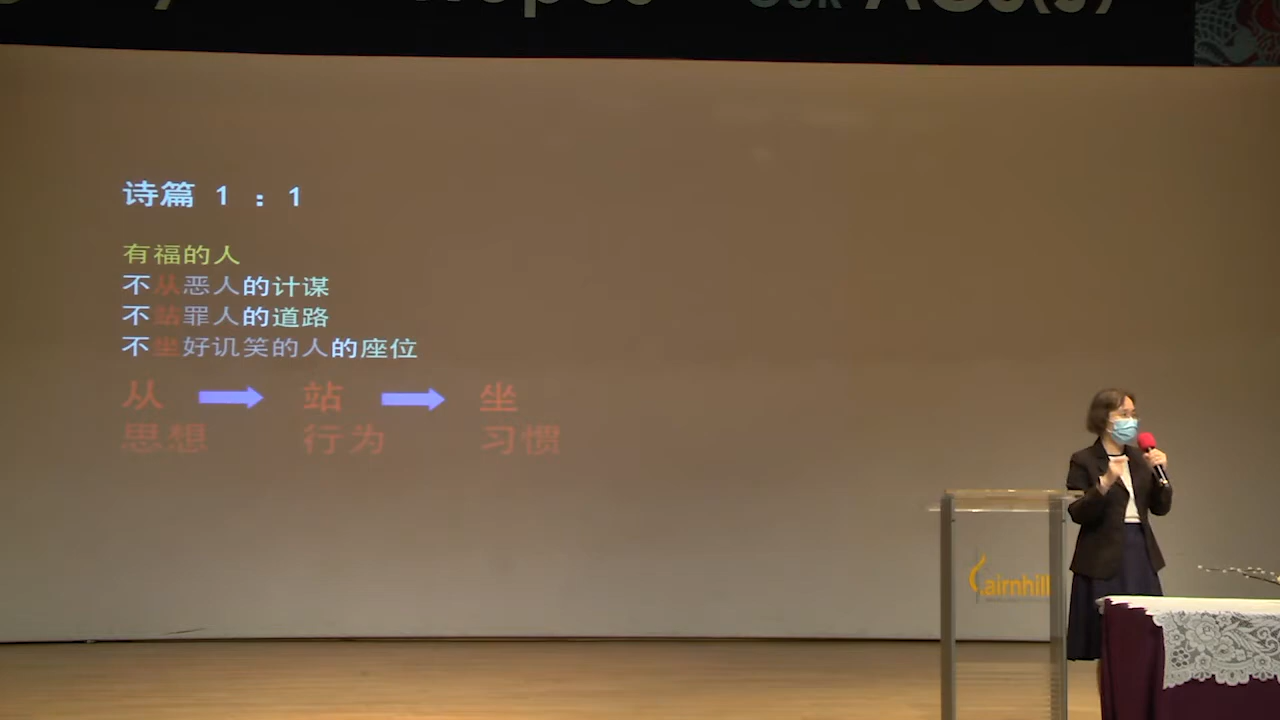 诗篇 1 : 1
有福的人
不从恶人的计谋
不站罪人的道路
不坐好讥笑的人的座位
从 站 坐
思想 行为 习惯
airnhill